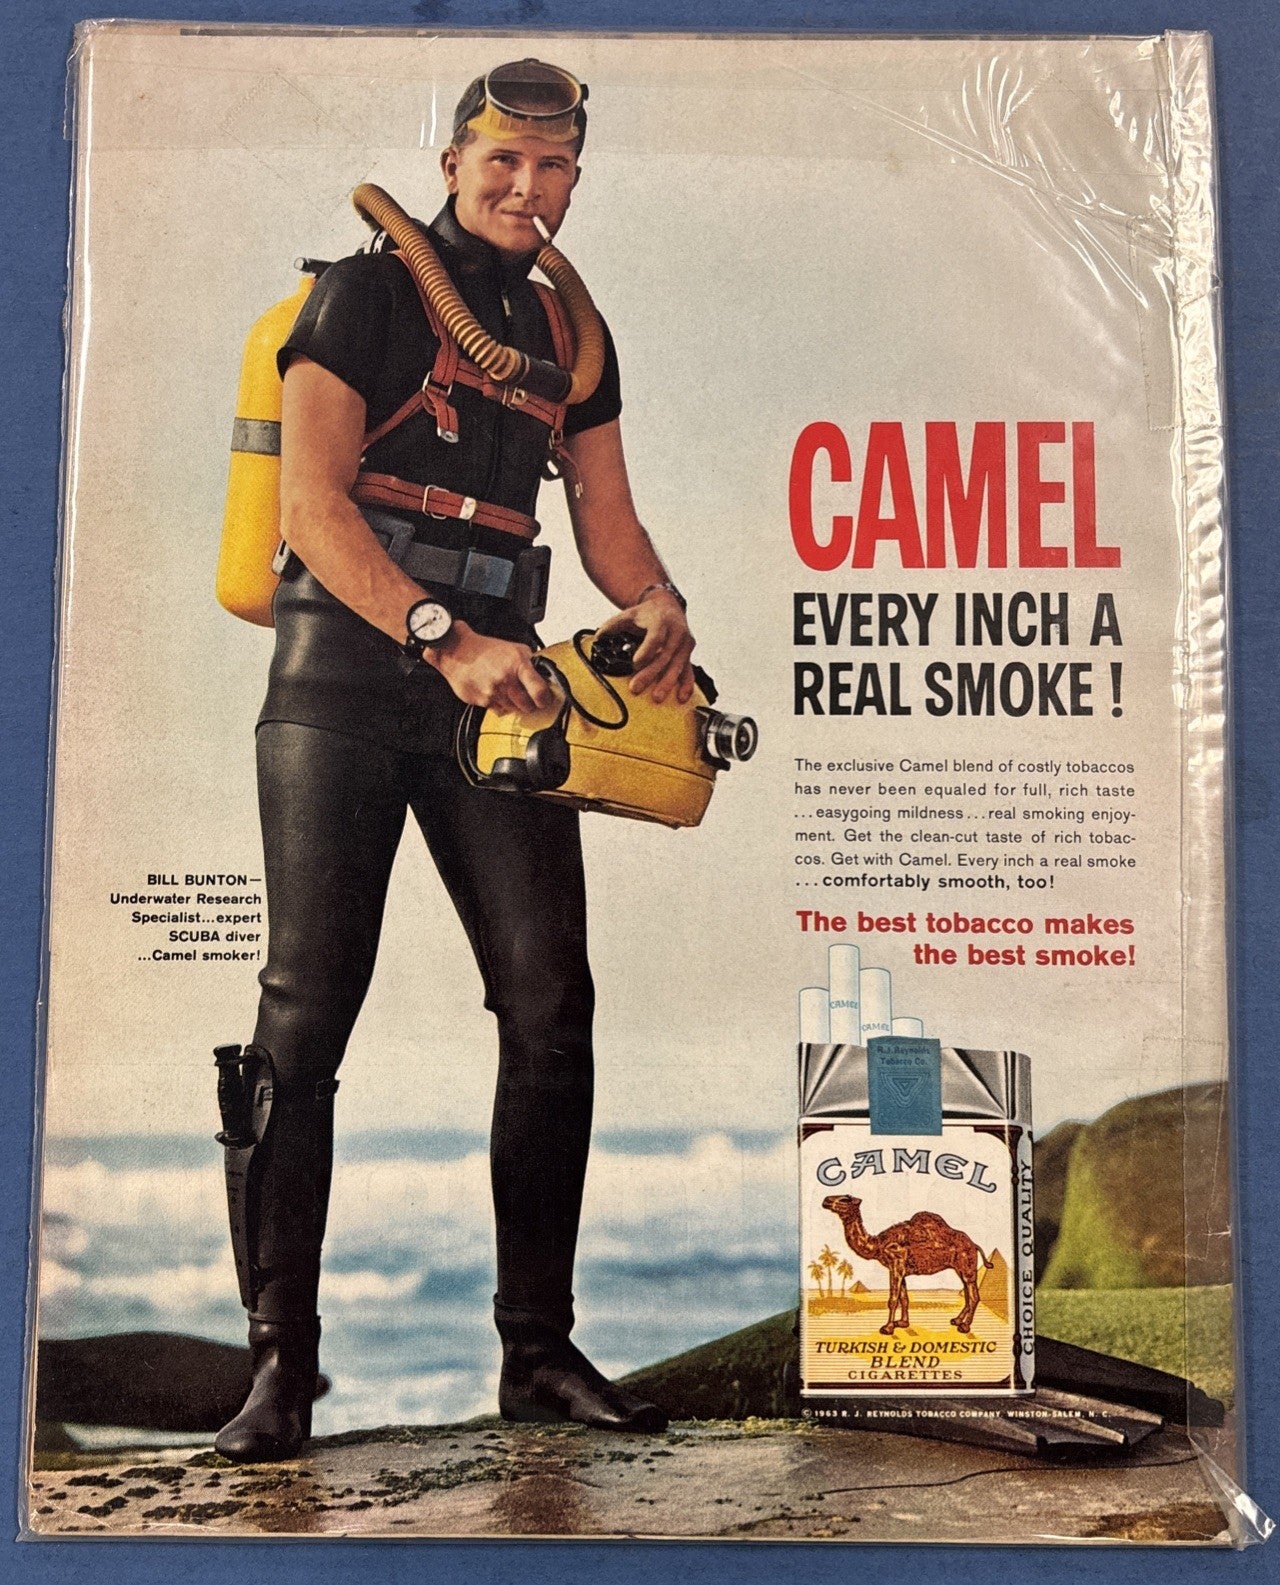 CAMEL
EVERY INCH A
REAL SMOKE !
The exclusive Camel blend of costly tobaccos
has never been equaled for full, rich taste
...easygoing mildness...real smoking enjoy-
ment. Get the clean-cut taste of rich tobac-
cos. Get with Camel. Every inch a real smoke
...comfortably smooth, too!
BILL BUNTON—
Underwater Research
Specialist...expert
SCUBA diver
...Camel smoker!
The best tobacco makes
the best smoke!
CAMEL
CAMEL
R.J. Reynolds
Tobacco Co.
CAMEL
CHOICE QUALITY
TURKISH & DOMESTIC
BLEND
CIGARETTES
© 1963 R. J. REYNOLDS TOBACCO COMPANY, WINSTON-SALEM, N. C.